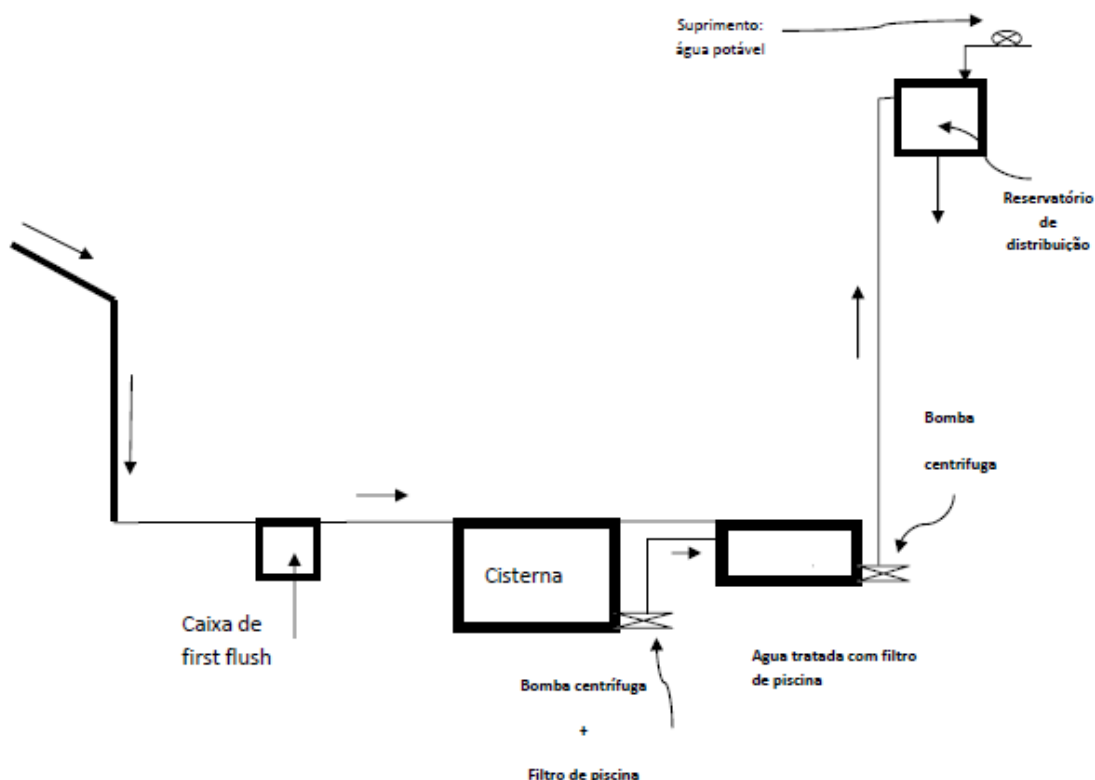 Suprimento:
água potável
Reservatório
de
distribuição
Bomba
centrifuga
Cisterna
Caixa de
first flush
Agua tratada com filtro
de piscina
Bomba centrífuga
+
Filtro de piscina